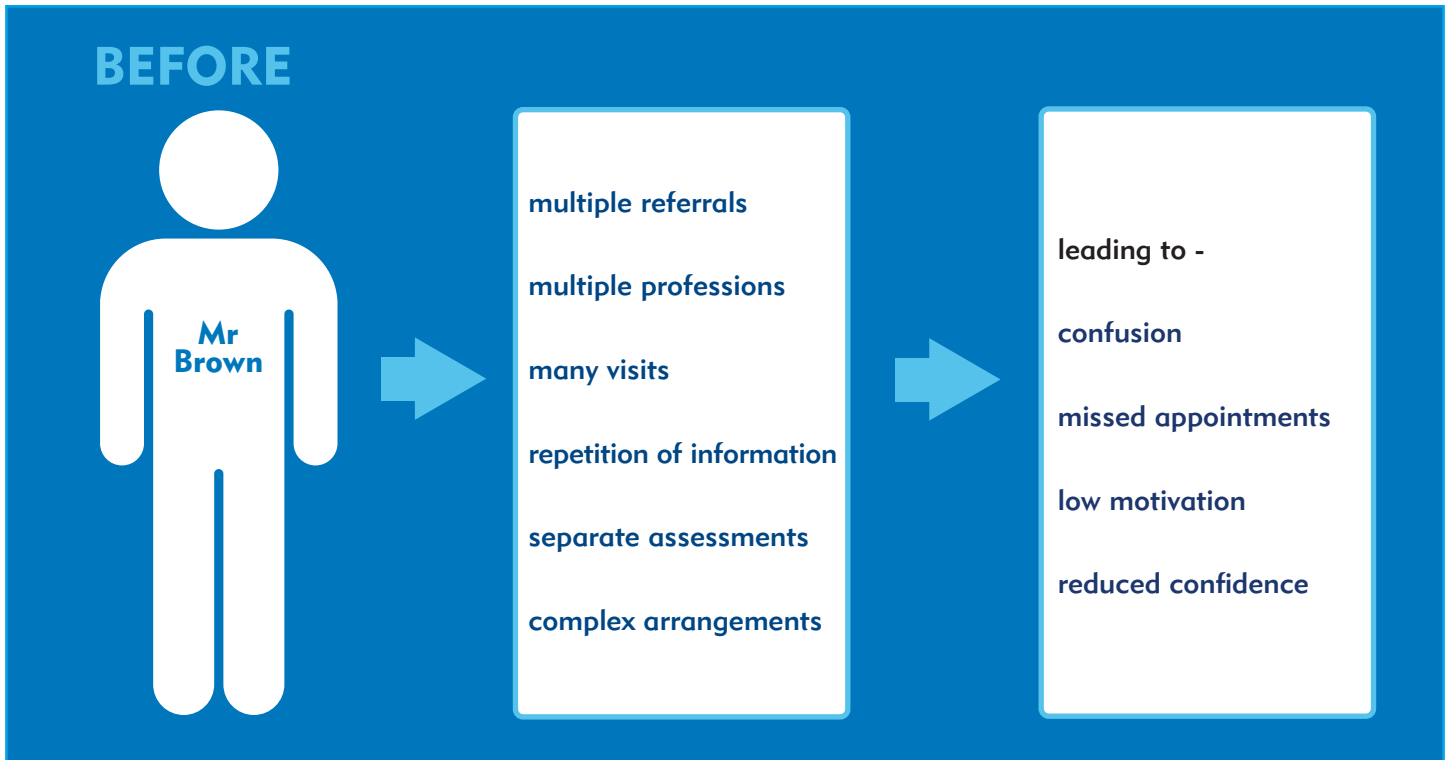 BEFORE
Mr
Brown
multiple referrals
multiple professions
many visits
repetition of information
separate assessments
complex arrangements
leading to -
confusion
missed appointments
low motivation
reduced confidence